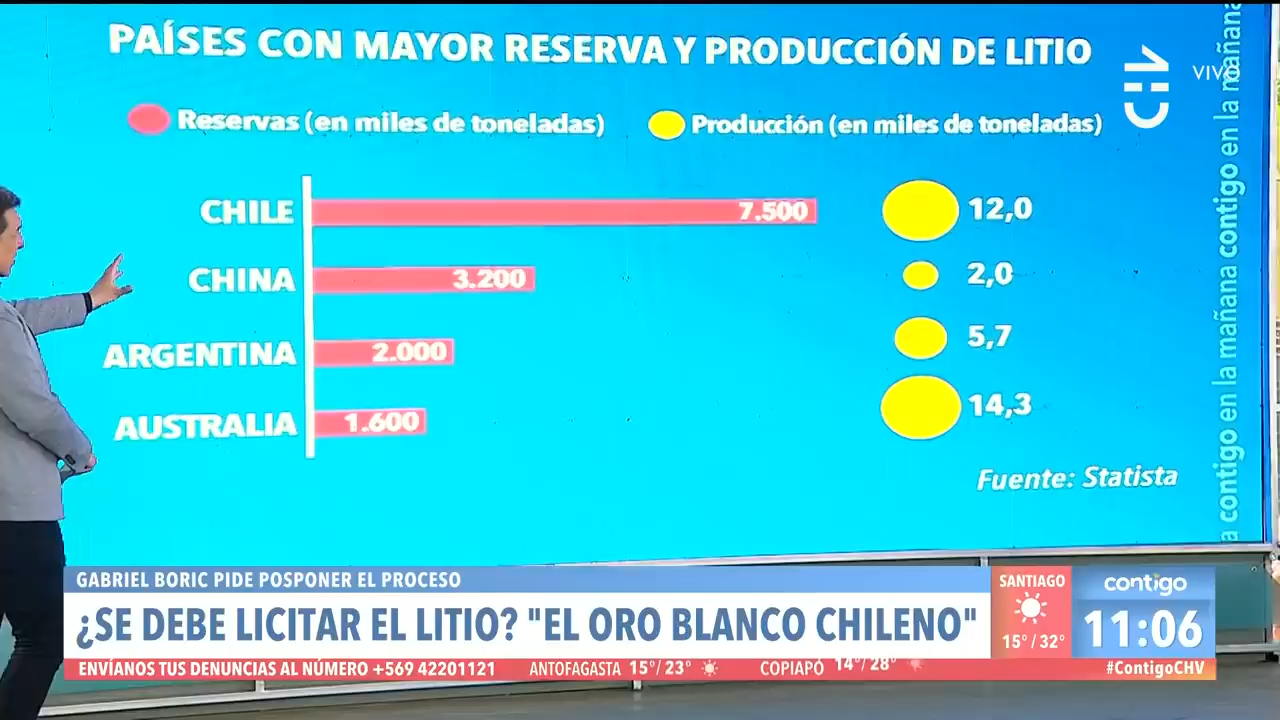 PAÍSES CON MAYOR RESERVA Y PRODUCCIÓN DE LITIO
CHV
VIVO
Reservas (en miles de toneladas)
Producción (en miles de toneladas)
CHILE 7.500 12,0
CHINA 3.200 2,0
ARGENTINA 2.000 5,7
AUSTRALIA 1.600 14,3
Fuente: Statista
a contigo en la mañana contigo en la mañana
GABRIEL BORIC PIDE POSPONER EL PROCESO
¿SE DEBE LICITAR EL LITIO? "EL ORO BLANCO CHILENO"
SANTIAGO
15°/32°
contigo
11:06
ENVÍANOS TUS DENUNCIAS AL NÚMERO +569 42201121
ANTOFAGASTA 15°/23°
COPIAPÓ 14°/28°
#ContigoCHV